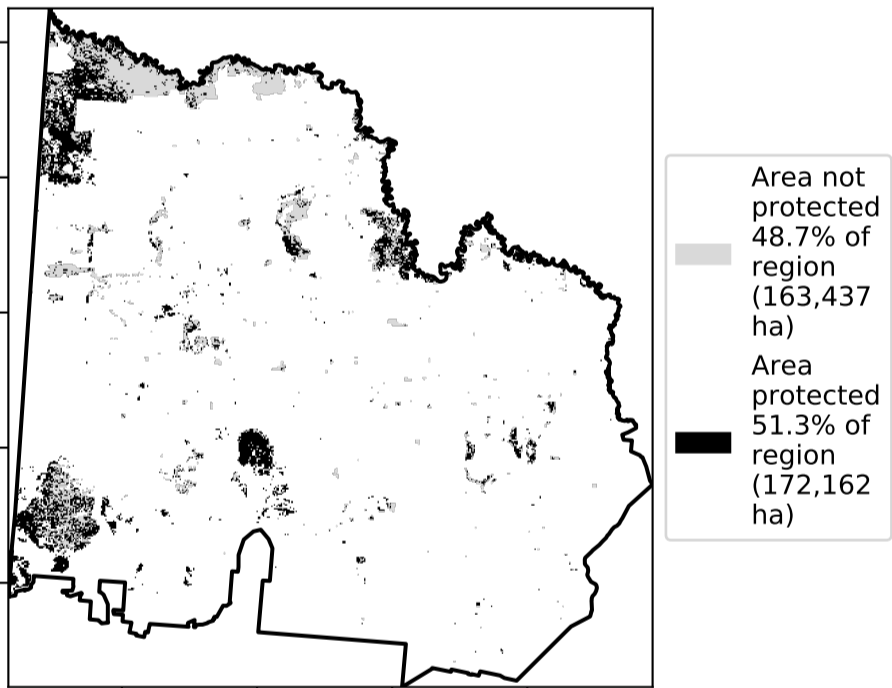 Area not
protected
48.7% of
region
(163,437
ha)
Area
protected
51.3% of
region
(172,162
ha)